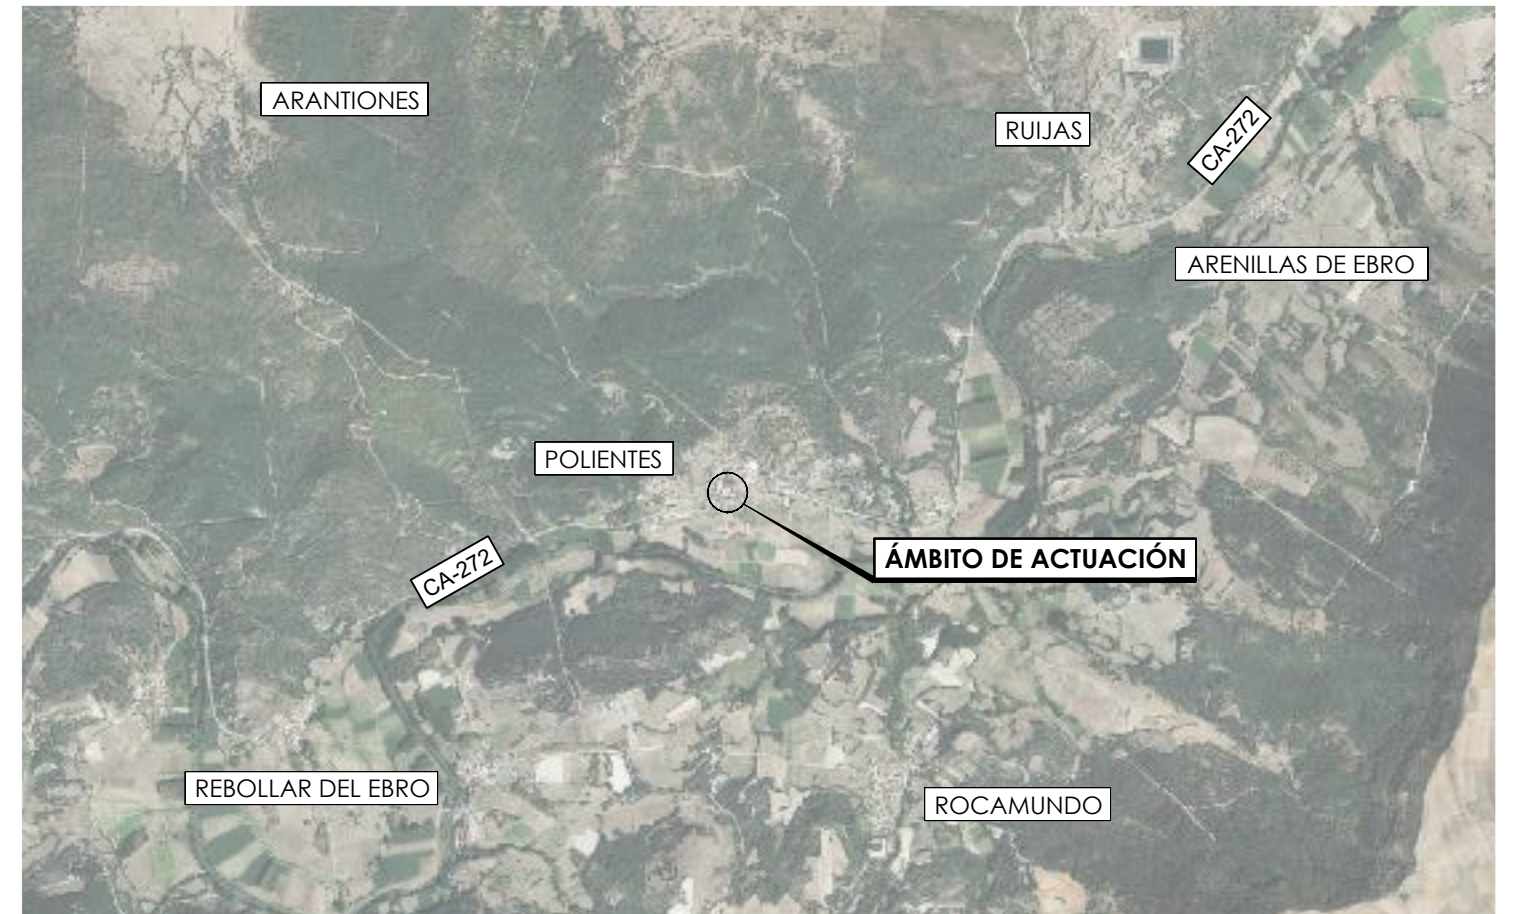 ARANTIONES
RUIJAS
CA-272
ARENILLAS DE EBRO
POLIENTES
ÁMBITO DE ACTUACIÓN
CA-272
REBOLLAR DEL EBRO
ROCAMUNDO